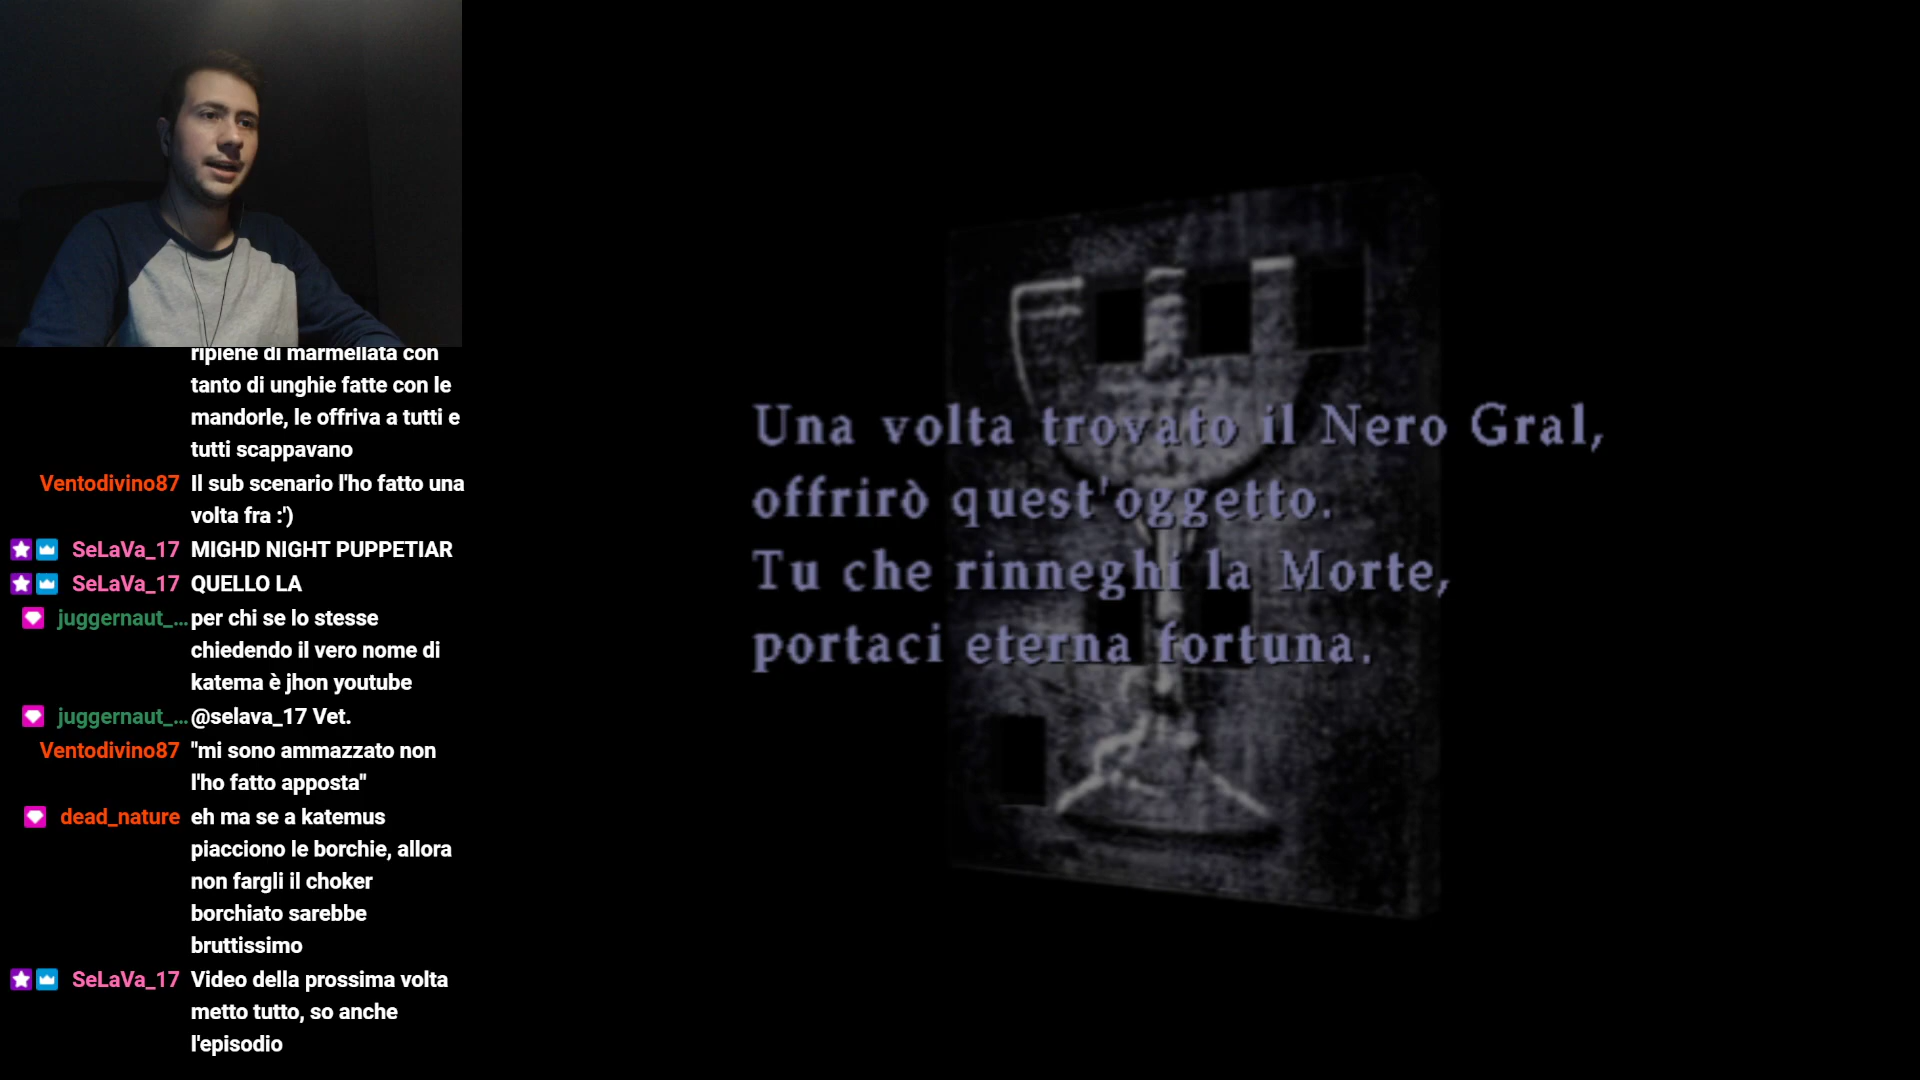 ripiene di marmellata con
tanto di unghie fatte con le
mandorle, le offriva a tutti e
tutti scappavano
Ventodivino87 Il sub scenario l'ho fatto una
volta fra :')
SeLaVa_17 MIGHD NIGHT PUPPETIAR
SeLaVa_17 QUELLO LA
juggernaut_... per chi se lo stesse
chiedendo il vero nome di
katema è jhon youtube
juggernaut_... @selava_17 Vet.
Ventodivino87 "mi sono ammazzato non
l'ho fatto apposta"
dead_nature eh ma se a katemus
piacciono le borchie, allora
non fargli il choker
borchiato sarebbe
bruttissimo
SeLaVa_17 Video della prossima volta
metto tutto, so anche
l'episodio
Una volta trovato il Nero Gral,
offrirò quest'oggetto.
Tu che rinneghi la Morte,
portaci eterna fortuna.